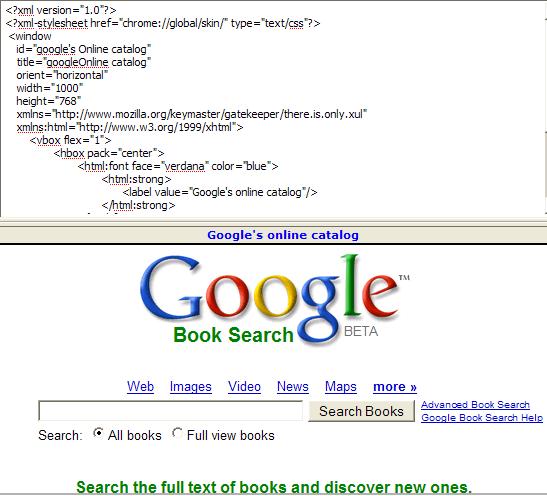 <?xml version="1.0"?>
<?xml-stylesheet href="chrome://global/skin/" type="text/css"?>
<window
id="google's Online catalog"
title="googleOnline catalog"
orient="horizontal"
width="1000"
height="768"
xmlns="http://www.mozilla.org/keymaster/gatekeeper/there.is.only.xul"
xmlns:html="http://www.w3.org/1999/xhtml">
<vbox flex="1">
<hbox pack="center">
<html:font face="verdana" color="blue">
<html:strong>
<label value="Google's online catalog"/>
</html:strong>
Google's online catalog
Google™
Book Search BETA
Web Images Video News Maps more »
Search Books
Advanced Book Search
Google Book Search Help
Search: All books Full view books
Search the full text of books and discover new ones.